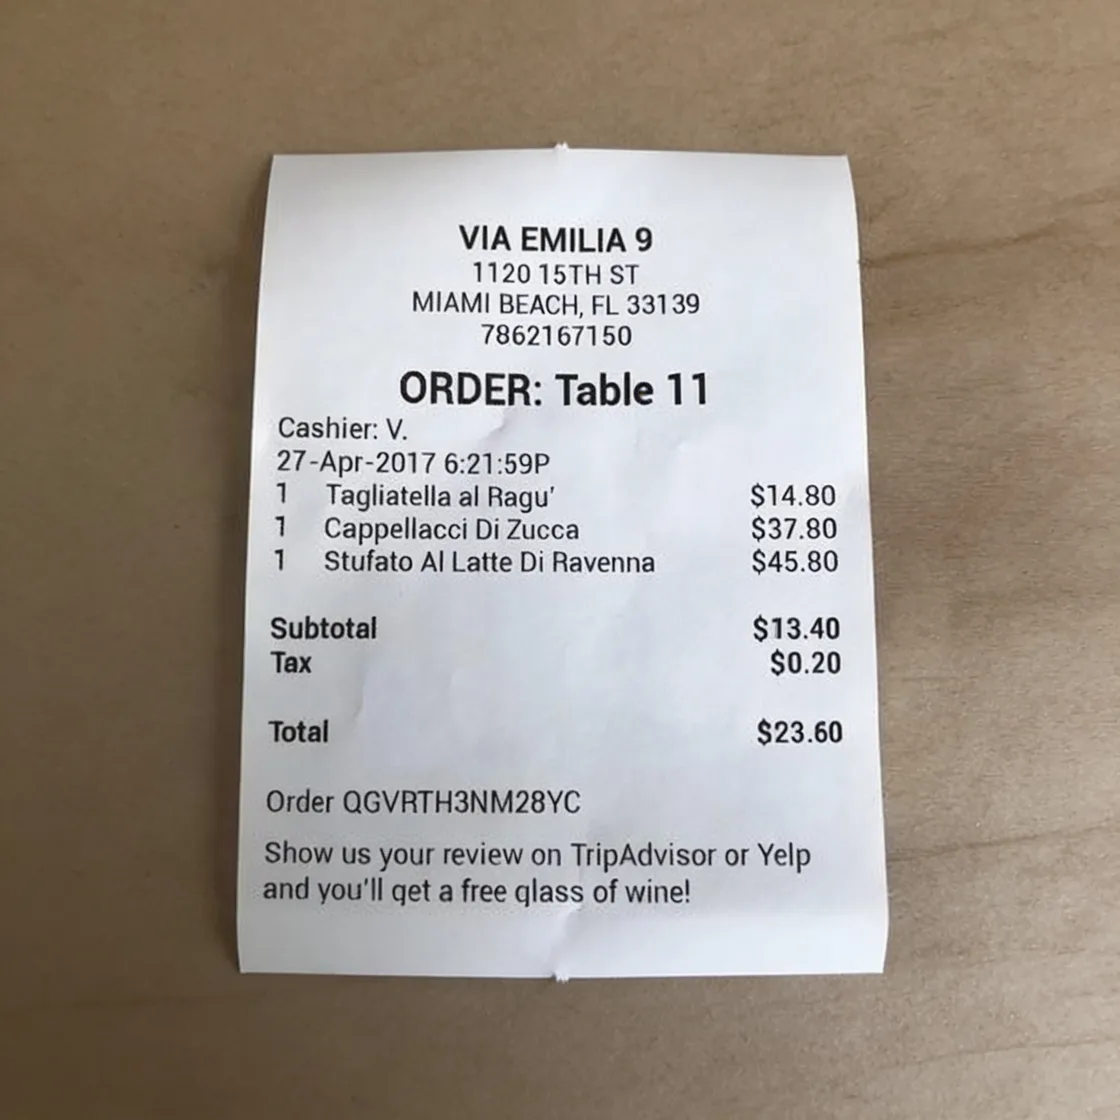 VIA EMILIA 9
1120 15TH ST
MIAMI BEACH, FL 33139
7862167150
ORDER: Table 11
Cashier: V.
27-Apr-2017 6:21:59P
1 Tagliatella al Ragu' $14.80
1 Cappellacci Di Zucca $37.80
1 Stufato Al Latte Di Ravenna $45.80
Subtotal $13.40
Tax $0.20
Total $23.60
Order QGVRTH3NM28YC
Show us your review on TripAdvisor or Yelp
and you'll get a free glass of wine!